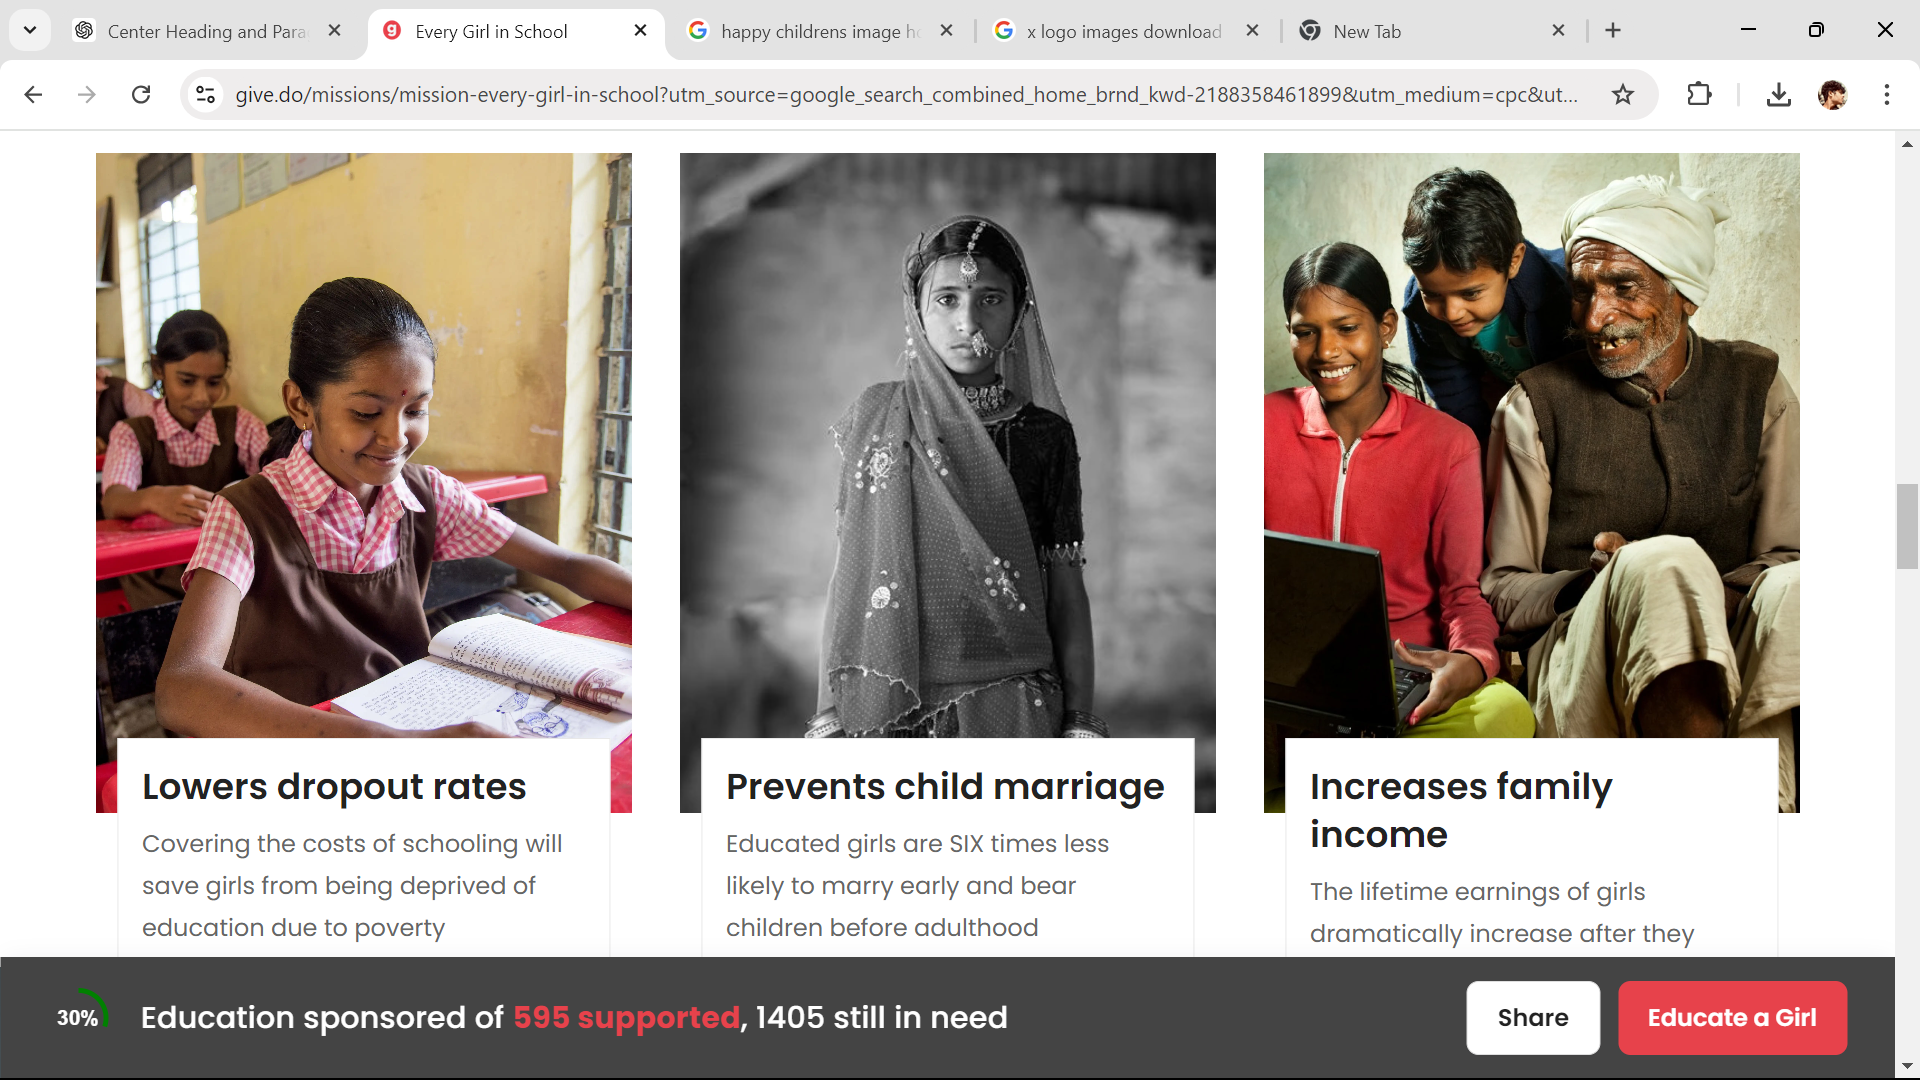 Center Heading and Para
Every Girl in School
happy childrens image
x logo images download
New Tab
give.do/missions/mission-every-girl-in-school?utm_source=google_search_combined_home_brnd_kwd-2188358461899&utm_medium=cpc&ut...
Lowers dropout rates
Covering the costs of schooling will
save girls from being deprived of
education due to poverty
Prevents child marriage
Educated girls are SIX times less
likely to marry early and bear
children before adulthood
Increases family
income
The lifetime earnings of girls
dramatically increase after they
30%
Education sponsored of 595 supported, 1405 still in need
Share
Educate a Girl